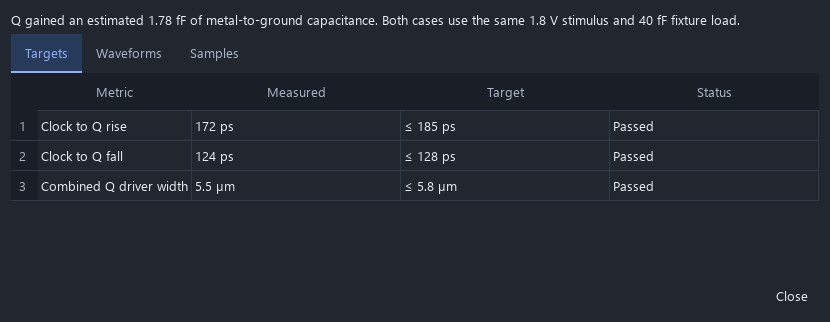 Q gained an estimated 1.78 fF of metal-to-ground capacitance. Both cases use the same 1.8 V stimulus and 40 fF fixture load.
Targets Waveforms Samples
Metric Measured Target Status
1 Clock to Q rise 172 ps ≤ 185 ps Passed
2 Clock to Q fall 124 ps ≤ 128 ps Passed
3 Combined Q driver width 5.5 µm ≤ 5.8 µm Passed
Close